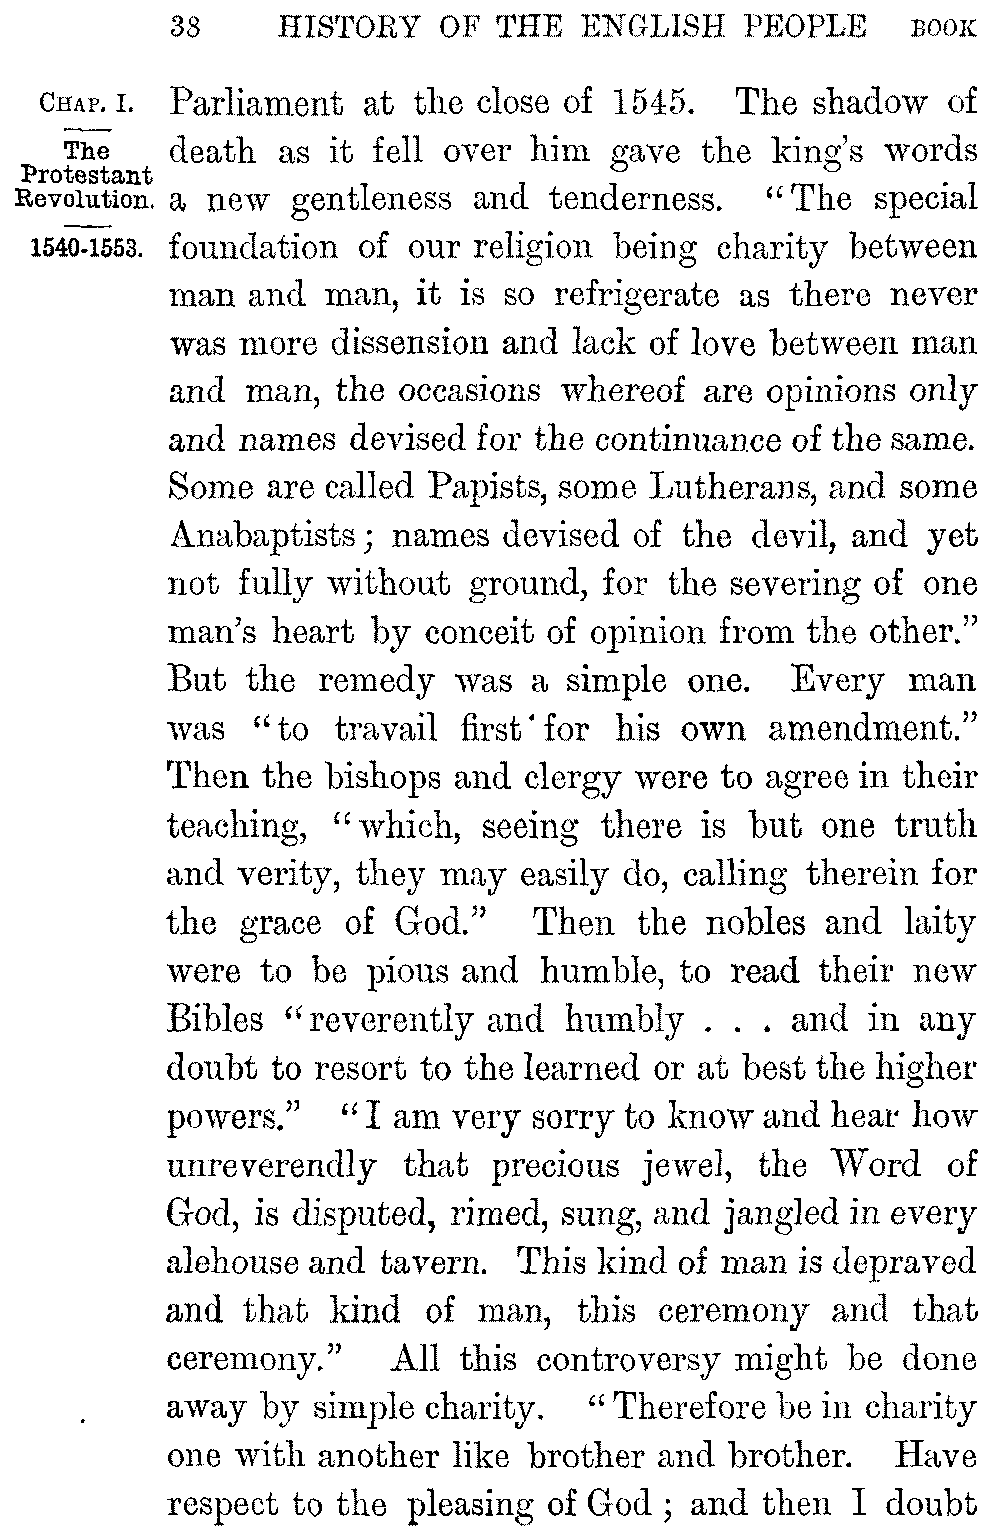 38 HISTORY OF THE ENGLISH PEOPLE BOOK
CHAP. I.
The
Protestant
Revolution.
1540-1553.
Parliament at the close of 1545. The shadow of
death as it fell over him gave the king's words
a new gentleness and tenderness. "The special
foundation of our religion being charity between
man and man, it is so refrigerate as there never
was more dissension and lack of love between man
and man, the occasions whereof are opinions only
and names devised for the continuance of the same.
Some are called Papists, some Lutherans, and some
Anabaptists; names devised of the devil, and yet
not fully without ground, for the severing of one
man's heart by conceit of opinion from the other."
But the remedy was a simple one. Every man
was "to travail first for his own amendment."
Then the bishops and clergy were to agree in their
teaching, "which, seeing there is but one truth
and verity, they may easily do, calling therein for
the grace of God." Then the nobles and laity
were to be pious and humble, to read their new
Bibles "reverently and humbly . . . and in any
doubt to resort to the learned or at best the higher
powers." "I am very sorry to know and hear how
unreverendly that precious jewel, the Word of
God, is disputed, rimed, sung, and jangled in every
alehouse and tavern. This kind of man is depraved
and that kind of man, this ceremony and that
ceremony." All this controversy might be done
away by simple charity. "Therefore be in charity
one with another like brother and brother. Have
respect to the pleasing of God; and then I doubt